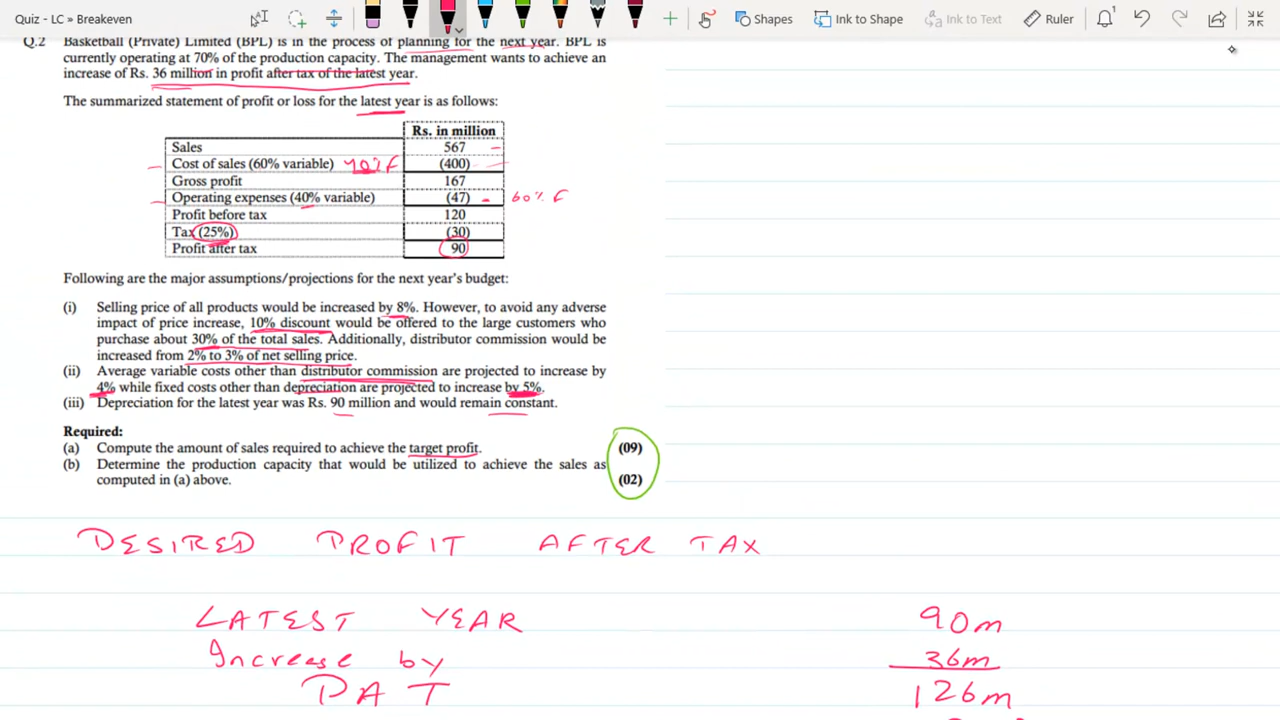 Quiz - LC » Breakeven
Shapes Ink to Shape Ink to Text Ruler
Q.2 Basketball (Private) Limited (BPL) is in the process of planning for the next year. BPL is
currently operating at 70% of the production capacity. The management wants to achieve an
increase of Rs. 36 million in profit after tax of the latest year.
The summarized statement of profit or loss for the latest year is as follows:
Rs. in million
Sales 567
Cost of sales (60% variable) 40% F (400)
Gross profit 167
Operating expenses (40% variable) (47) 60% F
Profit before tax 120
Tax (25%) (30)
Profit after tax 90
Following are the major assumptions/projections for the next year's budget:
(i) Selling price of all products would be increased by 8%. However, to avoid any adverse
impact of price increase, 10% discount would be offered to the large customers who
purchase about 30% of the total sales. Additionally, distributor commission would be
increased from 2% to 3% of net selling price.
(ii) Average variable costs other than distributor commission are projected to increase by
4% while fixed costs other than depreciation are projected to increase by 5%.
(iii) Depreciation for the latest year was Rs. 90 million and would remain constant.
Required:
(a) Compute the amount of sales required to achieve the target profit. (09)
(b) Determine the production capacity that would be utilized to achieve the sales as
computed in (a) above. (02)
DESIRED PROFIT AFTER TAX
LATEST YEAR 90m
Increase by 36m
PAT 126m